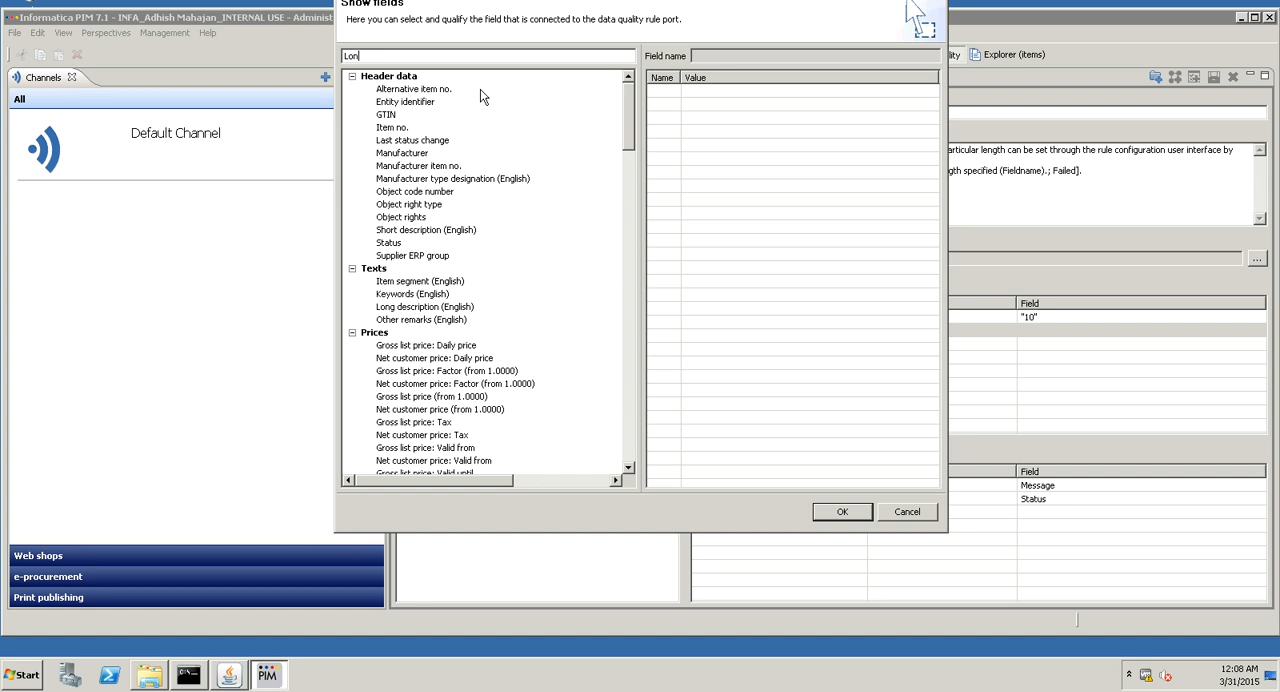 Informatica PIM 7.1 - INFA_Adhish Mahajan_INTERNAL USE - Administ
File Edit View Perspectives Management Help
Channels
All
Default Channel
Web shops
e-procurement
Print publishing
Show fields
Here you can select and qualify the field that is connected to the data quality rule port.
Lon
Header data
Alternative item no.
Entity identifier
GTIN
Item no.
Last status change
Manufacturer
Manufacturer item no.
Manufacturer type designation (English)
Object code number
Object right type
Object rights
Short description (English)
Status
Supplier ERP group
Texts
Item segment (English)
Keywords (English)
Long description (English)
Other remarks (English)
Prices
Gross list price: Daily price
Net customer price: Daily price
Gross list price: Factor (from 1.0000)
Net customer price: Factor (from 1.0000)
Gross list price (from 1.0000)
Net customer price (from 1.0000)
Gross list price: Tax
Net customer price: Tax
Gross list price: Valid from
Net customer price: Valid from
Gross list price: Valid until
Field name
Name Value
OK Cancel
lity Explorer (items)
articular length can be set through the rule configuration user interface by
gth specified (Fieldname).; Failed].
...
Field
"10"
Field
Message
Status
Start
PIM
12:08 AM
3/31/2015